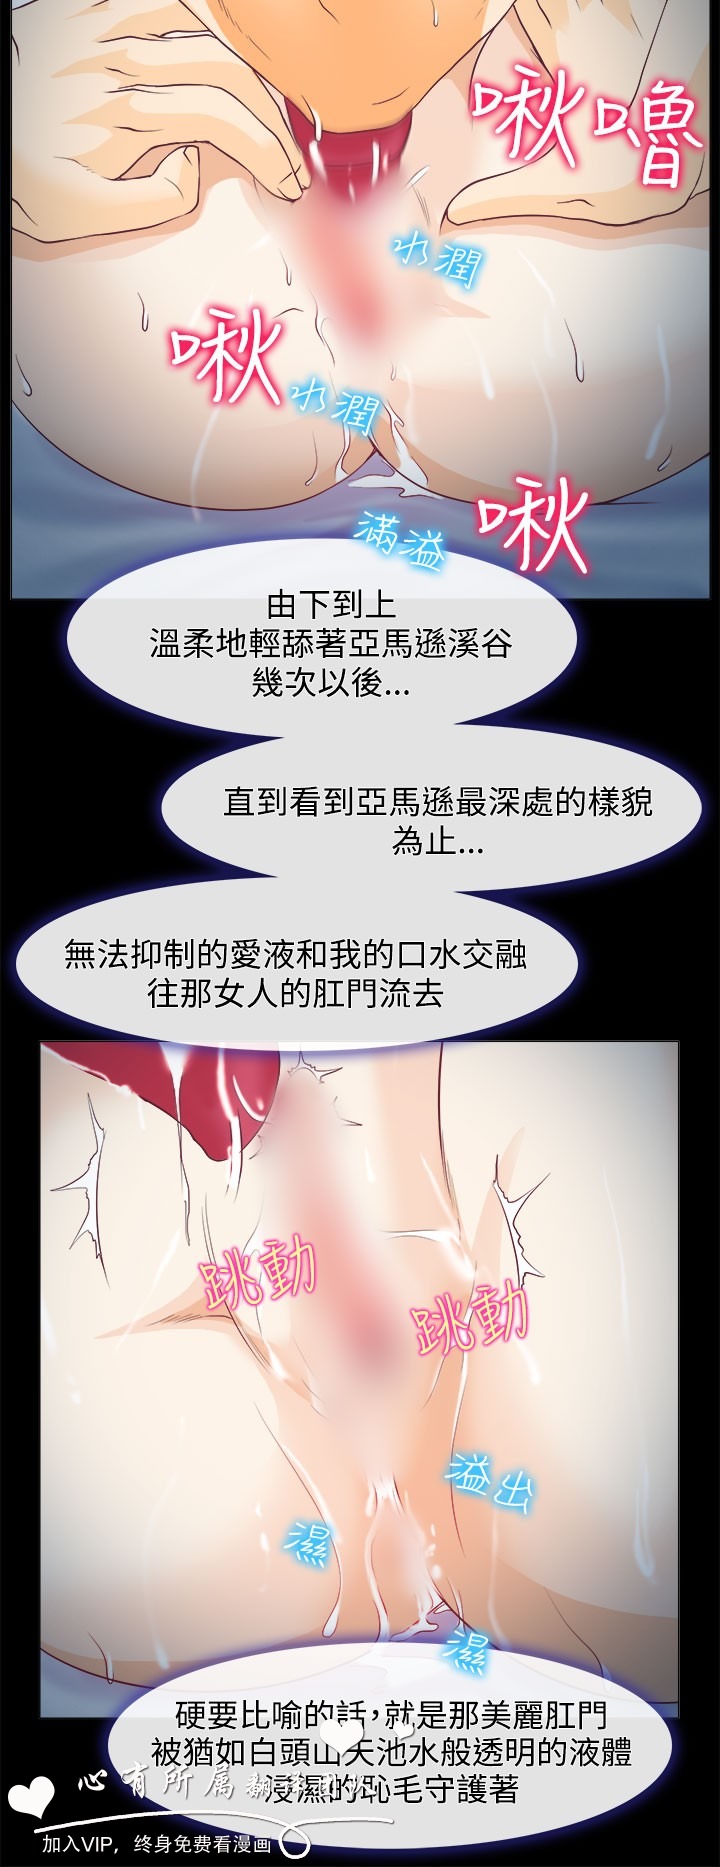 啾嚕
水潤
啾
水潤
啾
滿溢
由下到上
溫柔地輕舔著亞馬遜溪谷
幾次以後...
直到看到亞馬遜最深處的樣貌
為止...
無法抑制的愛液和我的口水交融
往那女人的肛門流去
跳動
跳動
溢出
濕
濕
硬要比喻的話，就是那美麗肛門
被猶如白頭山天池水般透明的液體
浸濕的恥毛守護著
心有所属翻译团队
加入VIP，终身免费看漫画